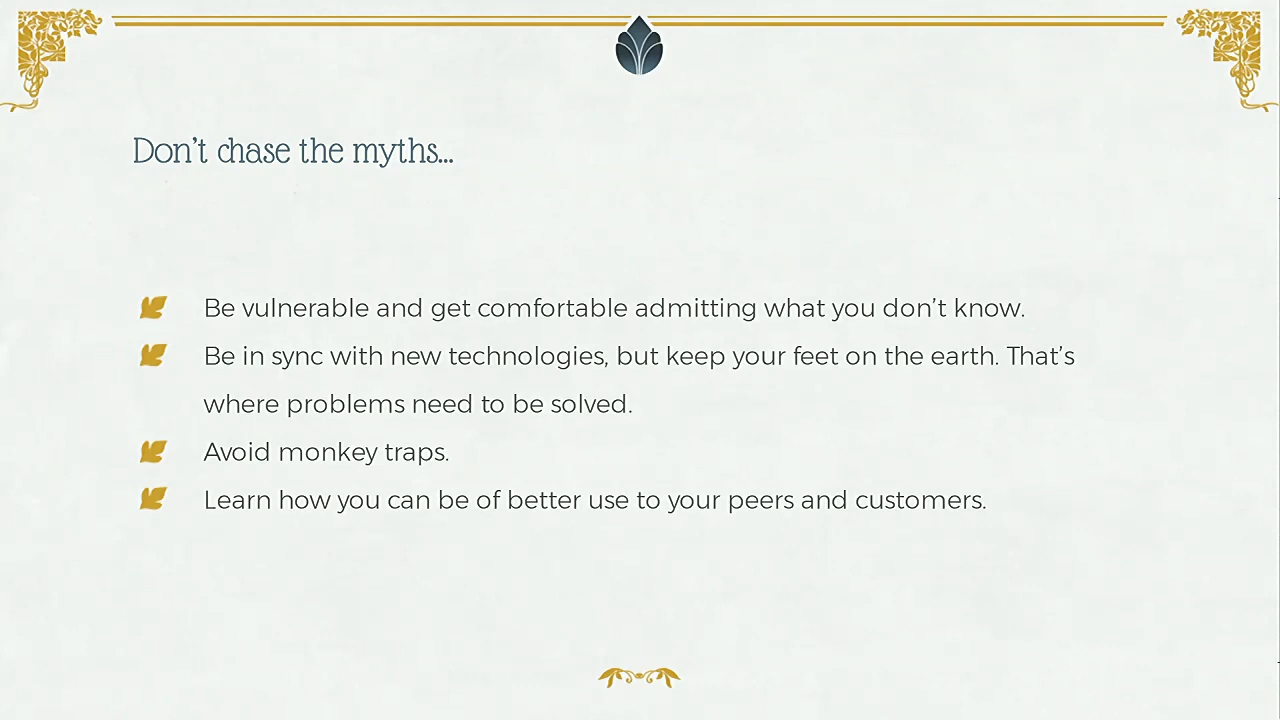 Don't chase the myths...
Be vulnerable and get comfortable admitting what you don't know.
Be in sync with new technologies, but keep your feet on the earth. That's
where problems need to be solved.
Avoid monkey traps.
Learn how you can be of better use to your peers and customers.